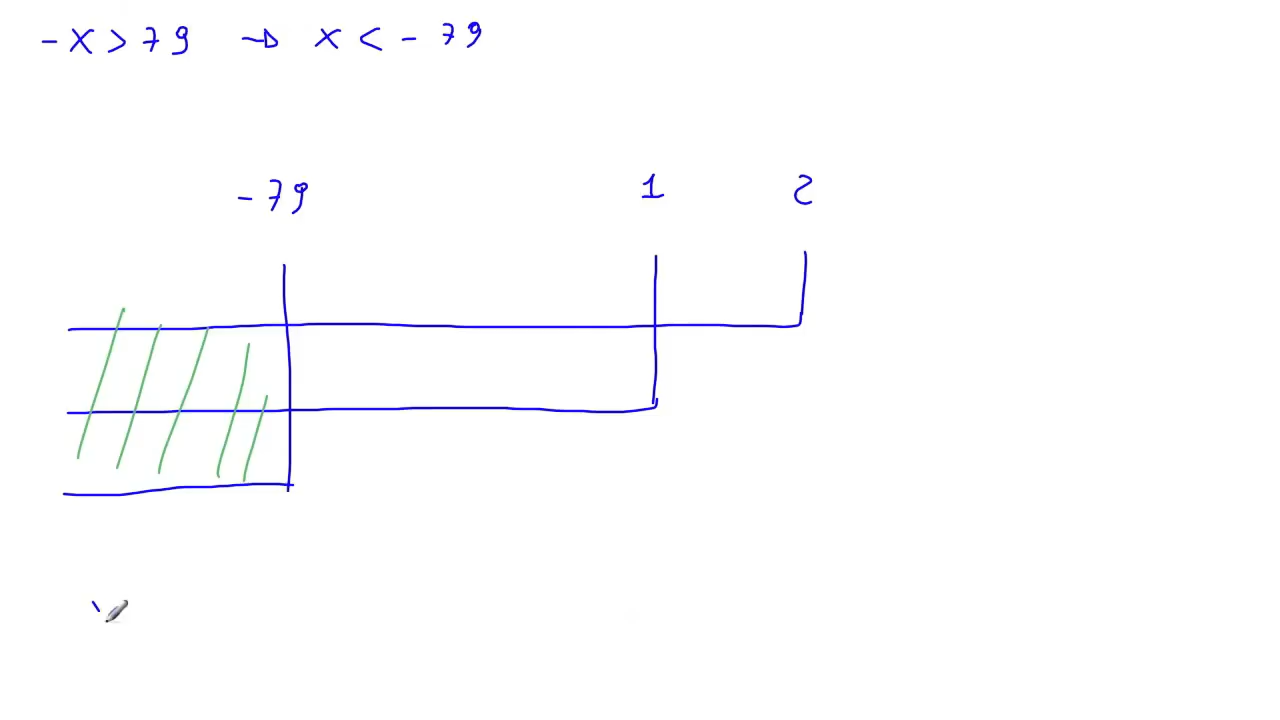 -x > 79 → x < - 79
- 79 1 2